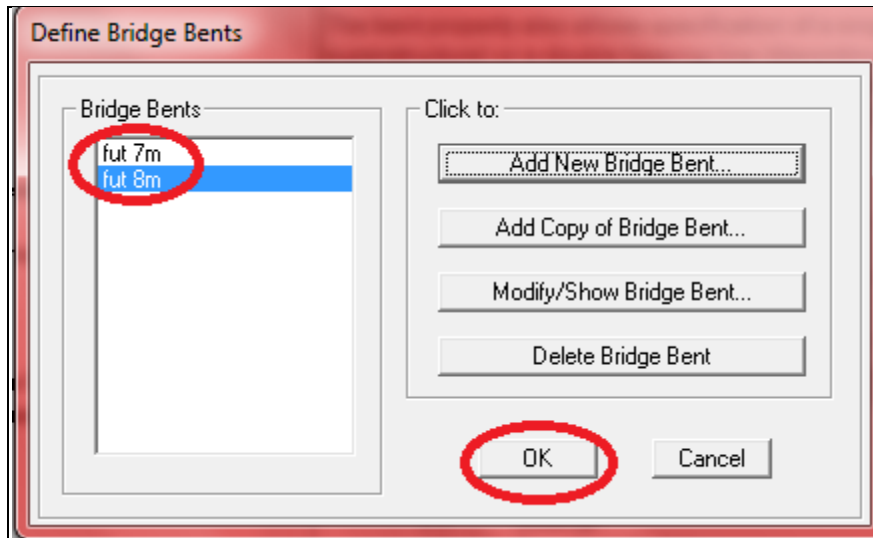 Define Bridge Bents
Bridge Bents
fut 7m
fut 8m
Click to:
Add New Bridge Bent...
Add Copy of Bridge Bent...
Modify/Show Bridge Bent...
Delete Bridge Bent
OK
Cancel